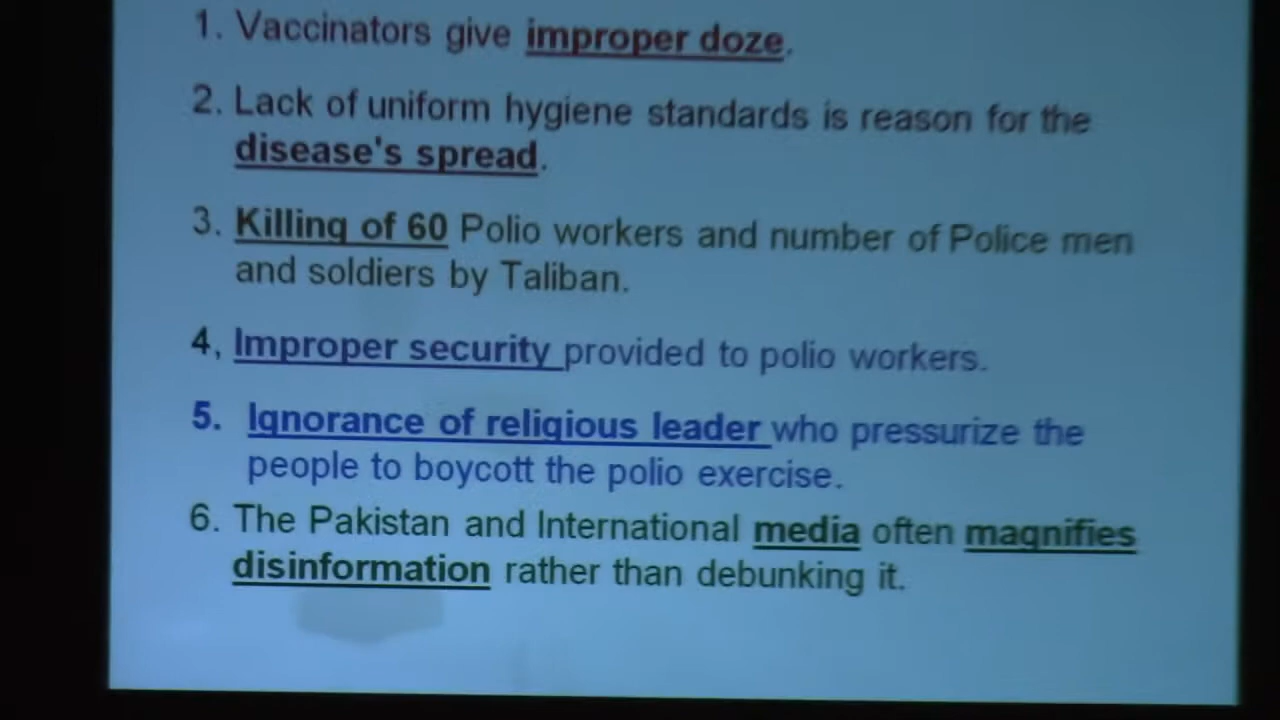 1. Vaccinators give improper doze.
2. Lack of uniform hygiene standards is reason for the
disease's spread.
3. Killing of 60 Polio workers and number of Police men
and soldiers by Taliban.
4, Improper security provided to polio workers.
5. Ignorance of religious leader who pressurize the
people to boycott the polio exercise.
6. The Pakistan and International media often magnifies
disinformation rather than debunking it.